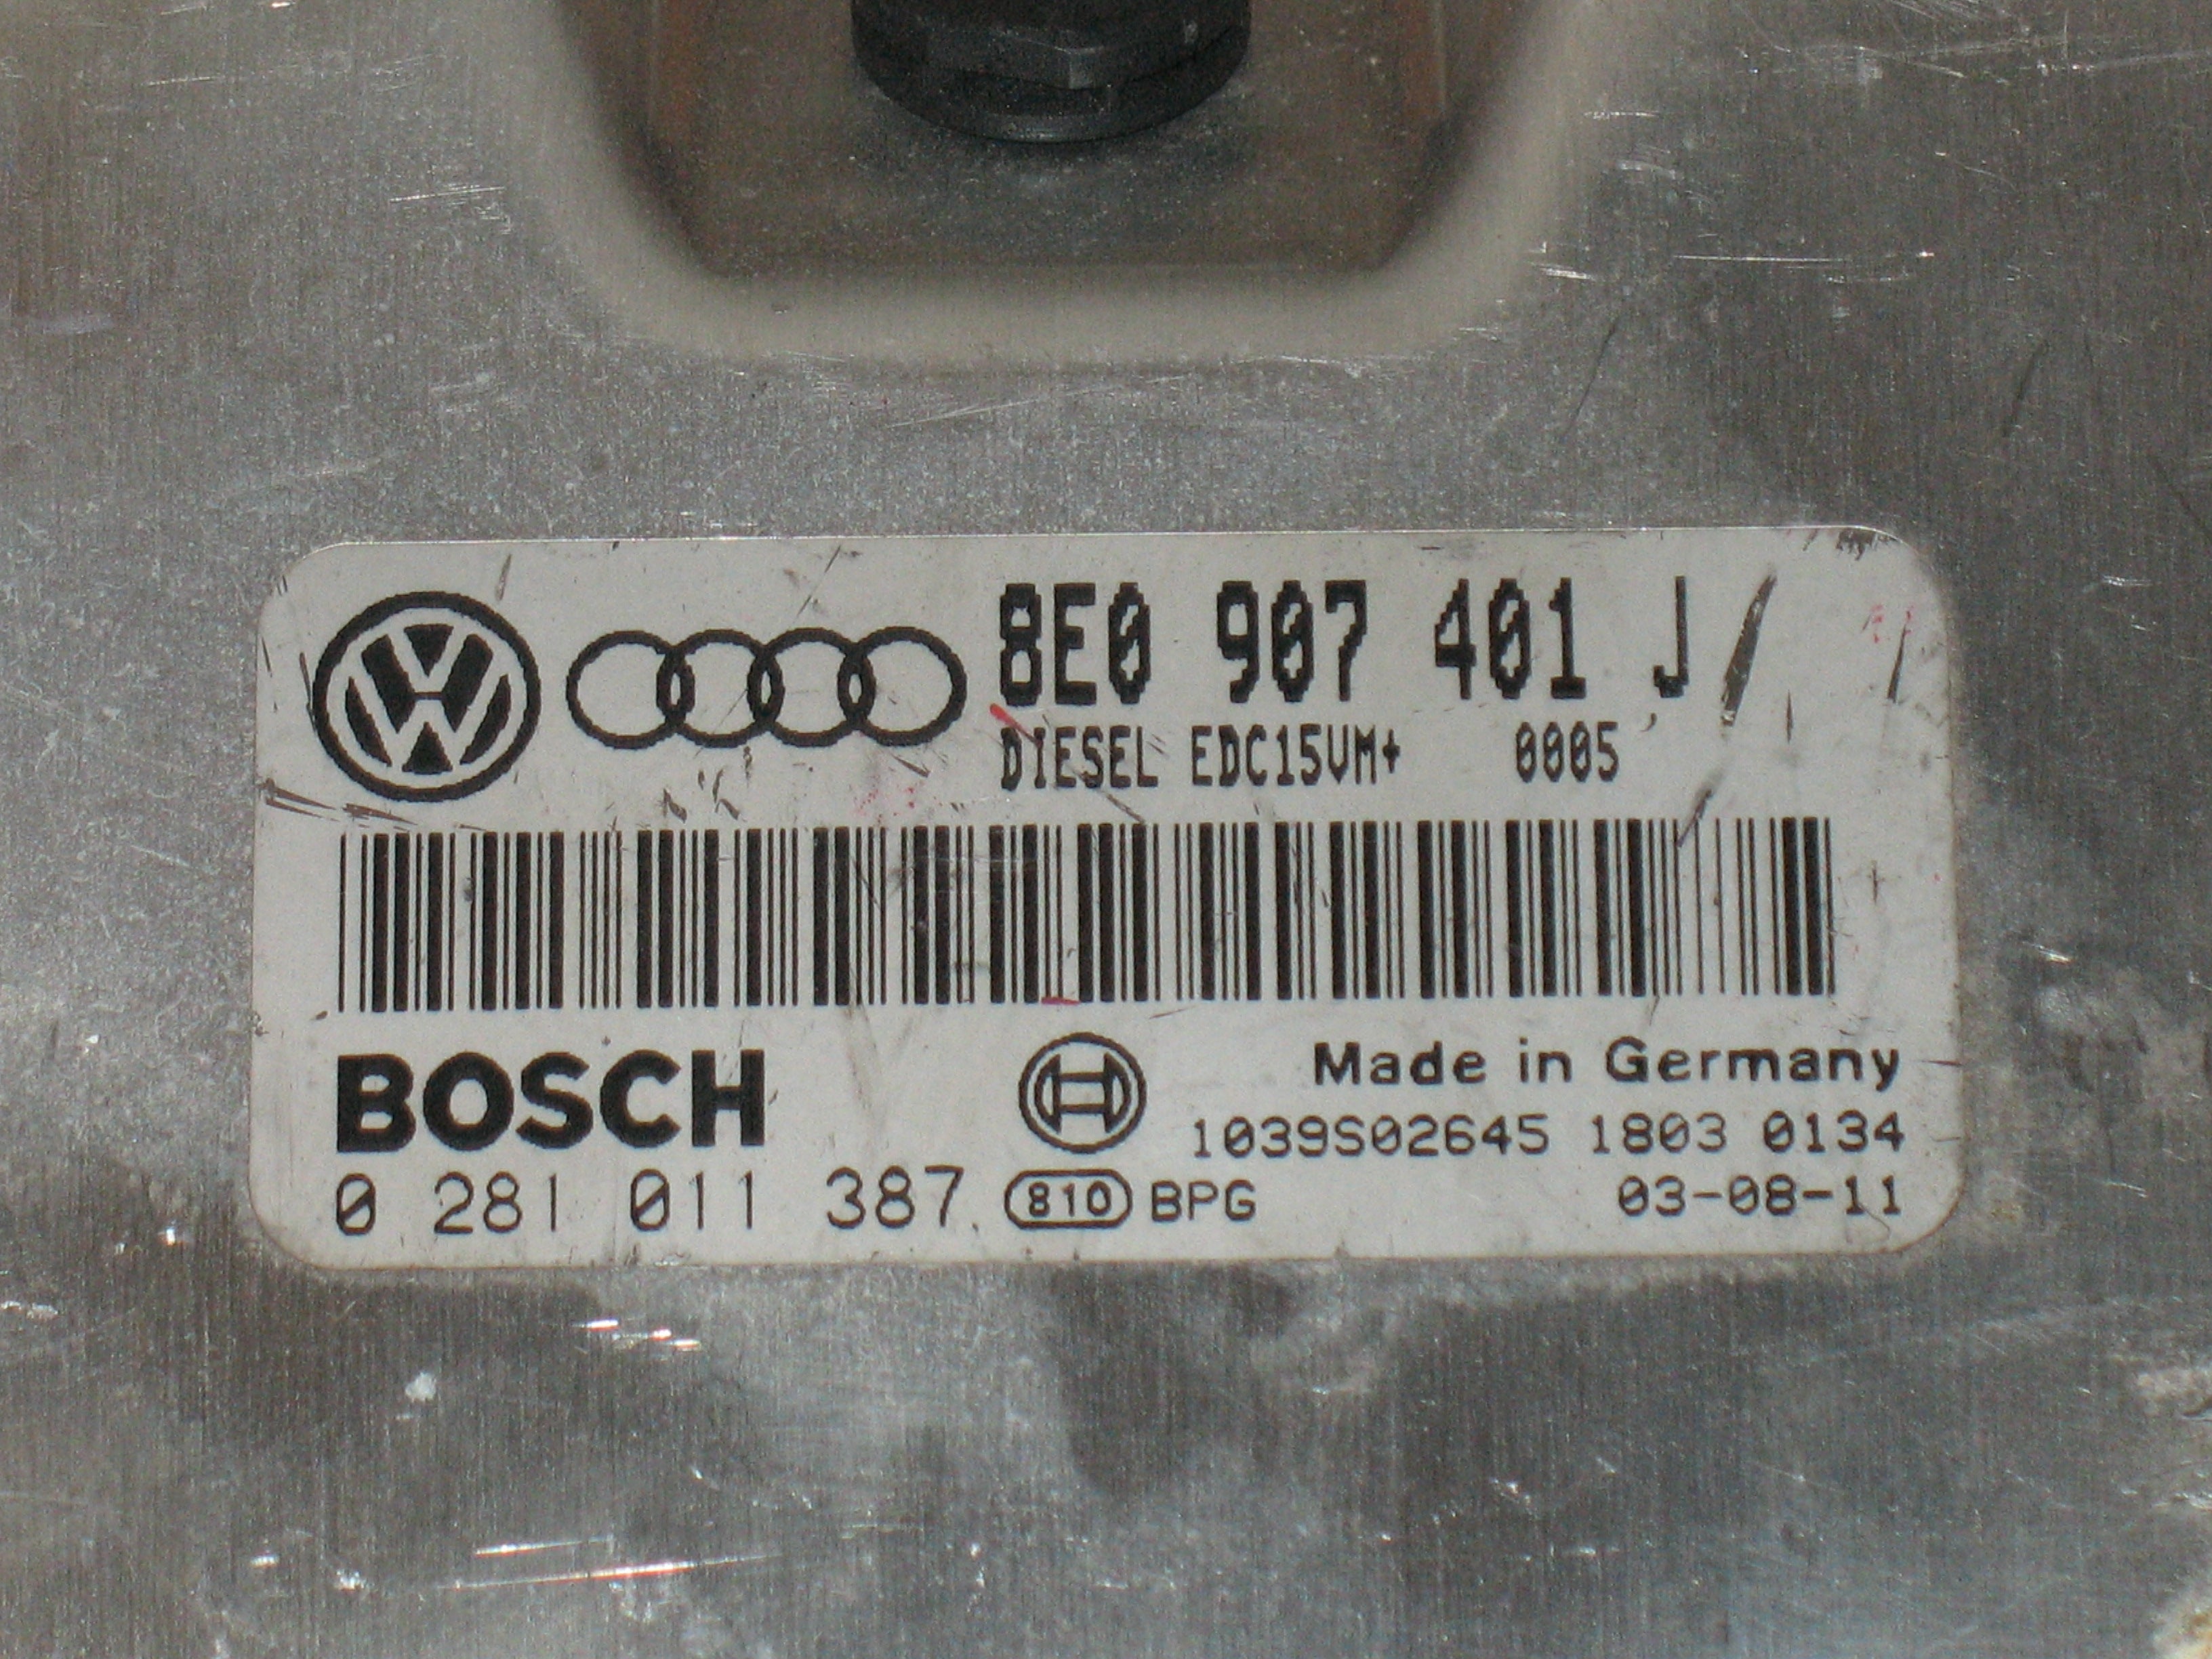 8E0 907 401 J
DIESEL EDC15VM+ 0005
BOSCH
Made in Germany
1039S02645 1803 0134
0 281 011 387 810 BPG 03-08-11